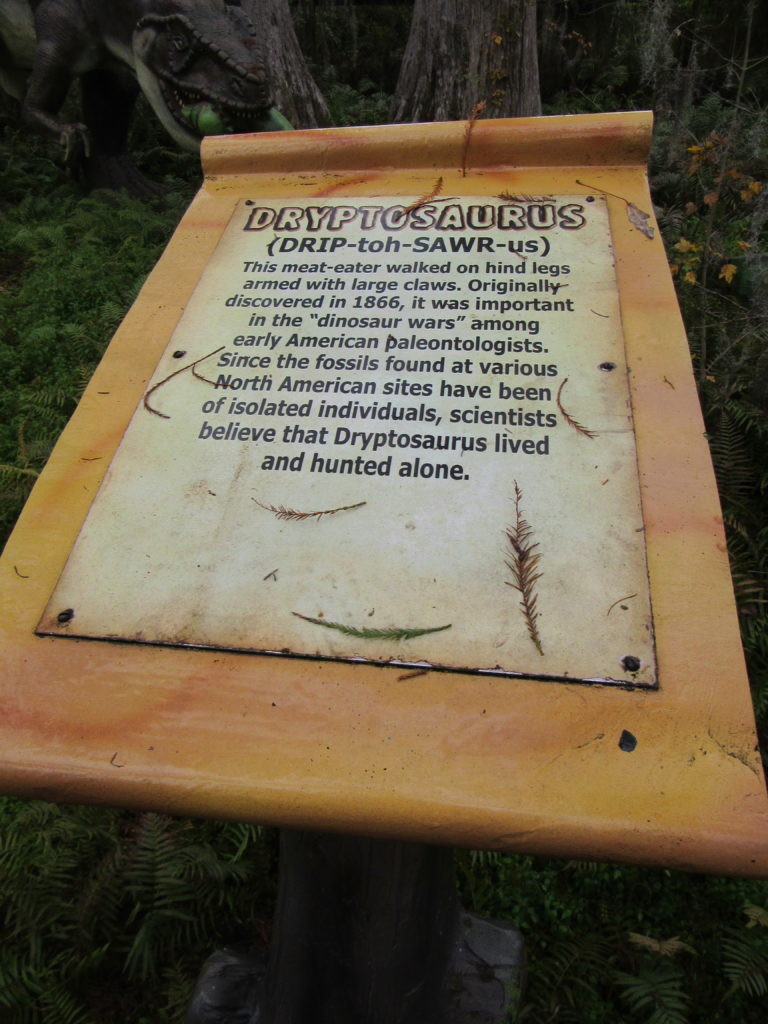 DRYPTOSAURUS
(DRIP-toh-SAWR-us)
This meat-eater walked on hind legs
armed with large claws. Originally
discovered in 1866, it was important
in the "dinosaur wars" among
early American paleontologists.
Since the fossils found at various
North American sites have been
of isolated individuals, scientists
believe that Dryptosaurus lived
and hunted alone.